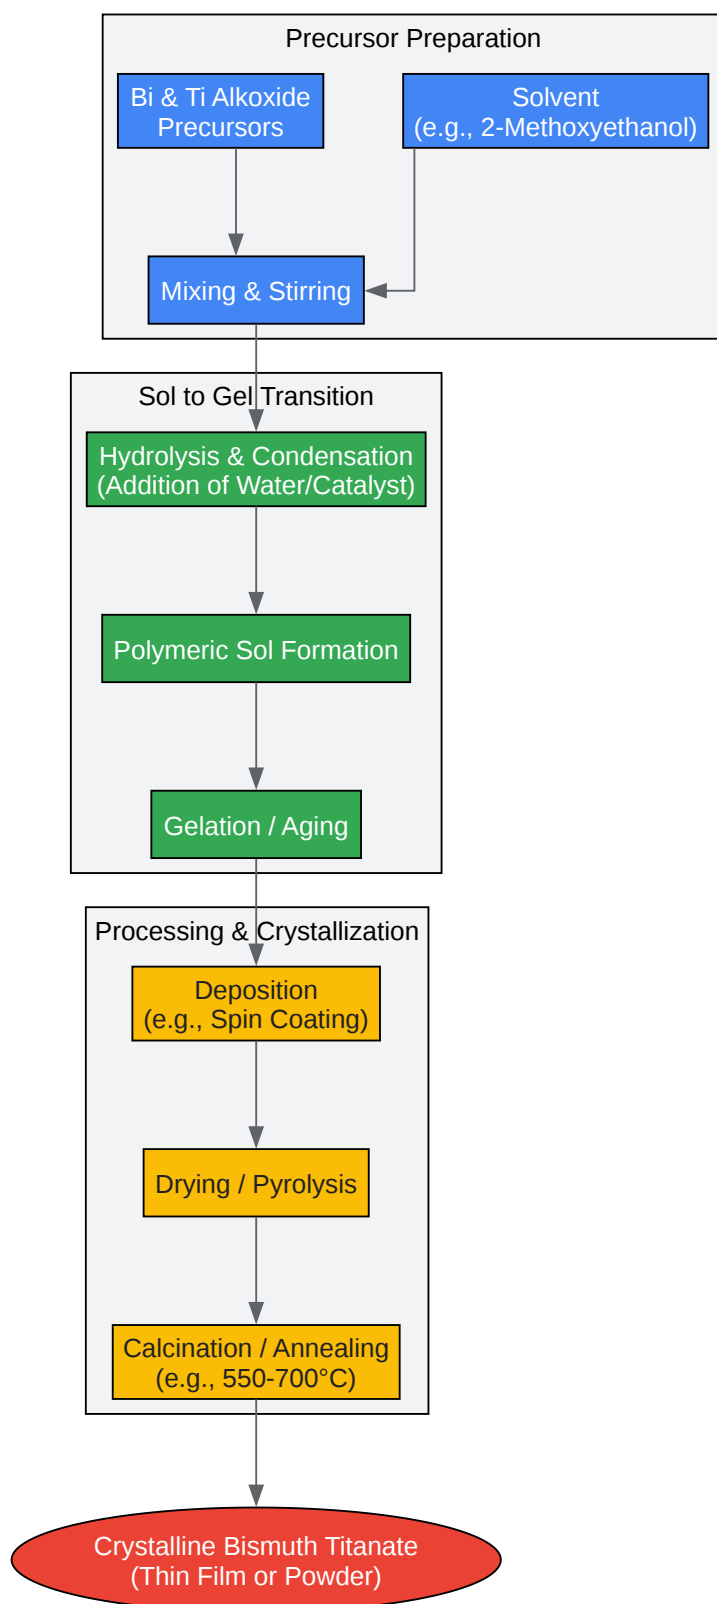 Precursor Preparation
Bi & Ti Alkoxide
Precursors
Solvent
(e.g., 2-Methoxyethanol)
Mixing & Stirring
Sol to Gel Transition
Hydrolysis & Condensation
(Addition of Water/Catalyst)
Polymeric Sol Formation
Gelation / Aging
Processing & Crystallization
Deposition
(e.g., Spin Coating)
Drying / Pyrolysis
Calcination / Annealing
(e.g., 550-700°C)
Crystalline Bismuth Titanate
(Thin Film or Powder)